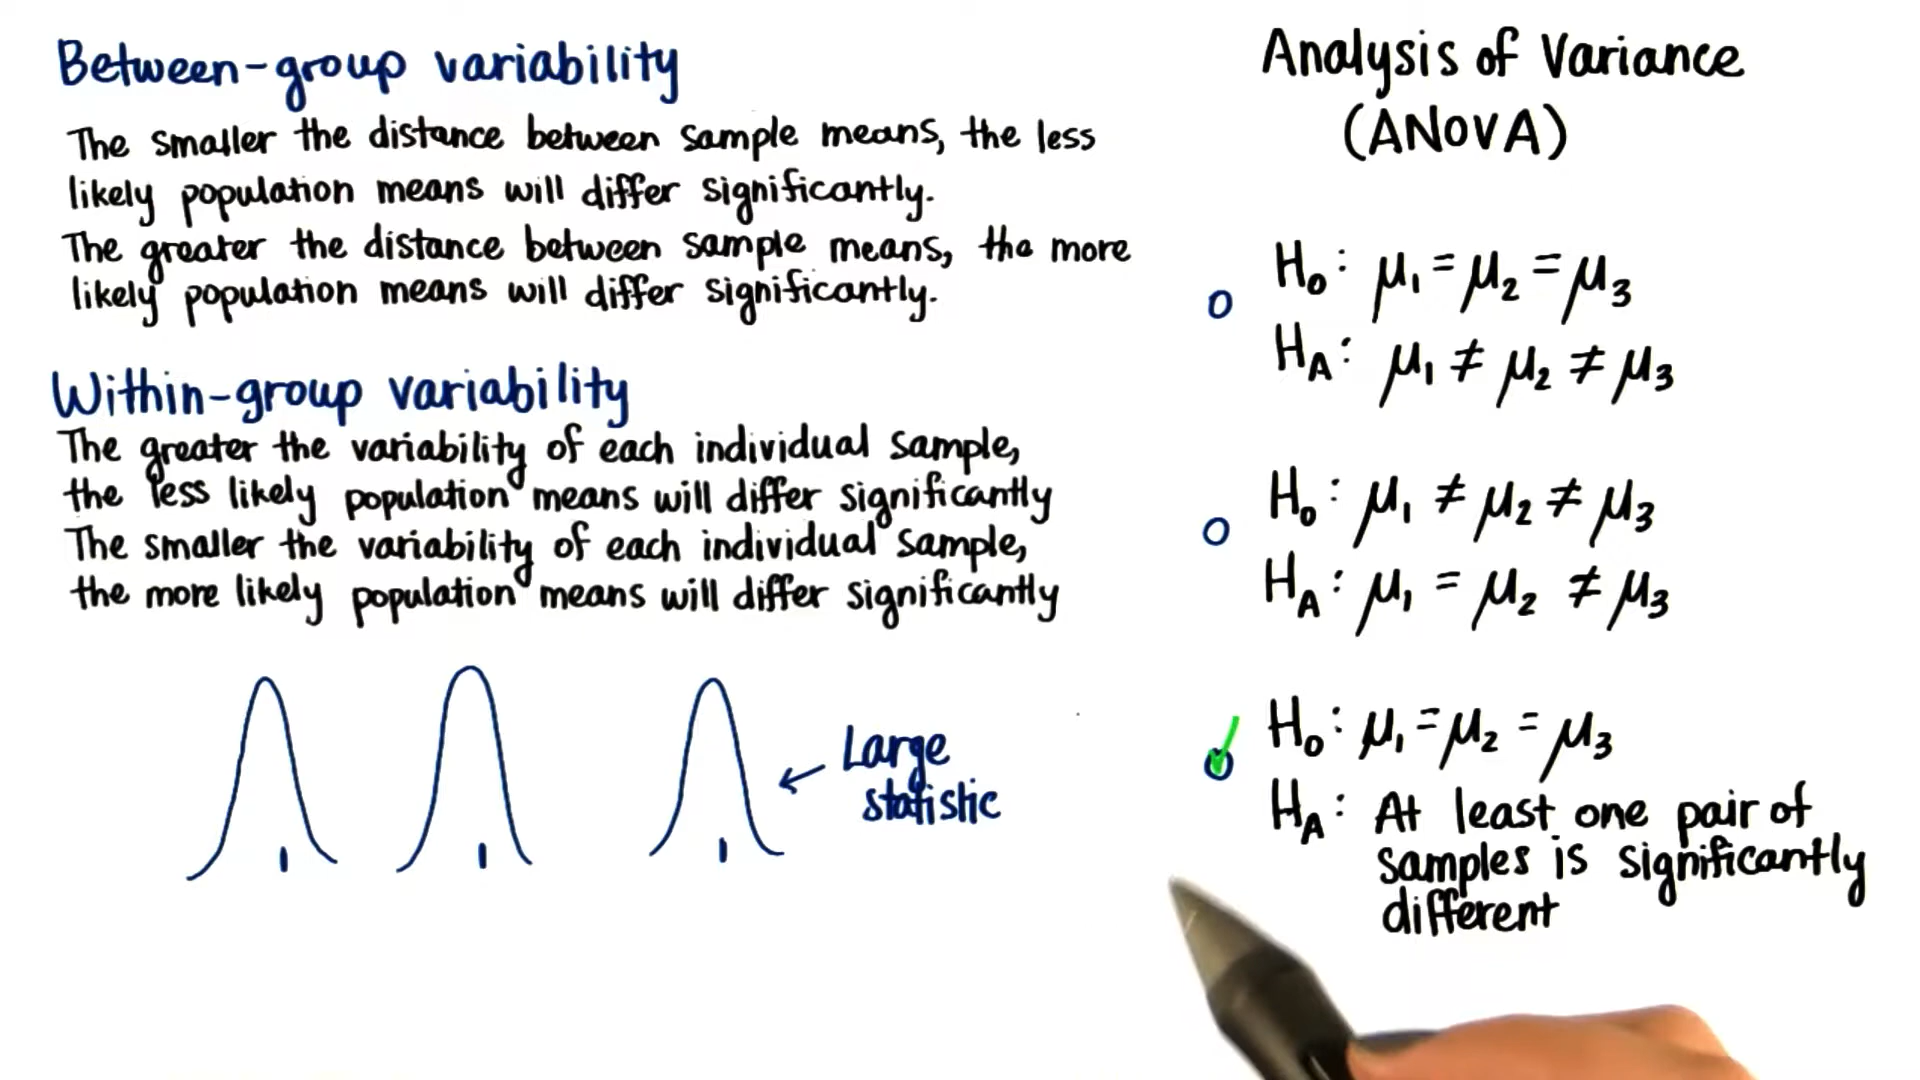 Between-group variability
The smaller the distance between sample means, the less
likely population means will differ significantly.
The greater the distance between sample means, the more
likely population means will differ significantly.
Within-group variability
The greater the variability of each individual sample,
the less likely population means will differ significantly
The smaller the variability of each individual sample,
the more likely population means will differ significantly
Large
statistic
Analysis of Variance
(ANOVA)
H₀: μ₁ = μ₂ = μ₃
H_A: μ₁ ≠ μ₂ ≠ μ₃
H₀: μ₁ ≠ μ₂ ≠ μ₃
H_A: μ₁ = μ₂ ≠ μ₃
H₀: μ₁ = μ₂ = μ₃
H_A: At least one pair of
samples is significantly
different